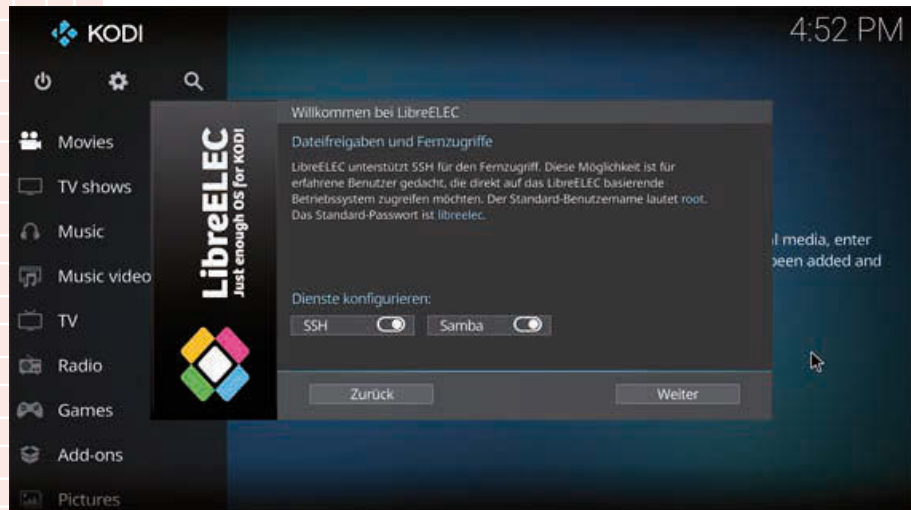 KODI
4:52 PM
Movies
TV shows
Music
Music video
TV
Radio
Games
Add-ons
Pictures
LibreELEC
Just enough OS for KODI
Willkommen bei LibreELEC
Dateifreigaben und Fernzugriffe
LibreELEC unterstützt SSH für den Fernzugriff. Diese Möglichkeit ist für
erfahrene Benutzer gedacht, die direkt auf das LibreELEC basierende
Betriebssystem zugreifen möchten. Der Standard-Benutzername lautet root.
Das Standard-Passwort ist libreelec.
Dienste konfigurieren:
SSH
Samba
Zurück
Weiter
l media, enter
been added and